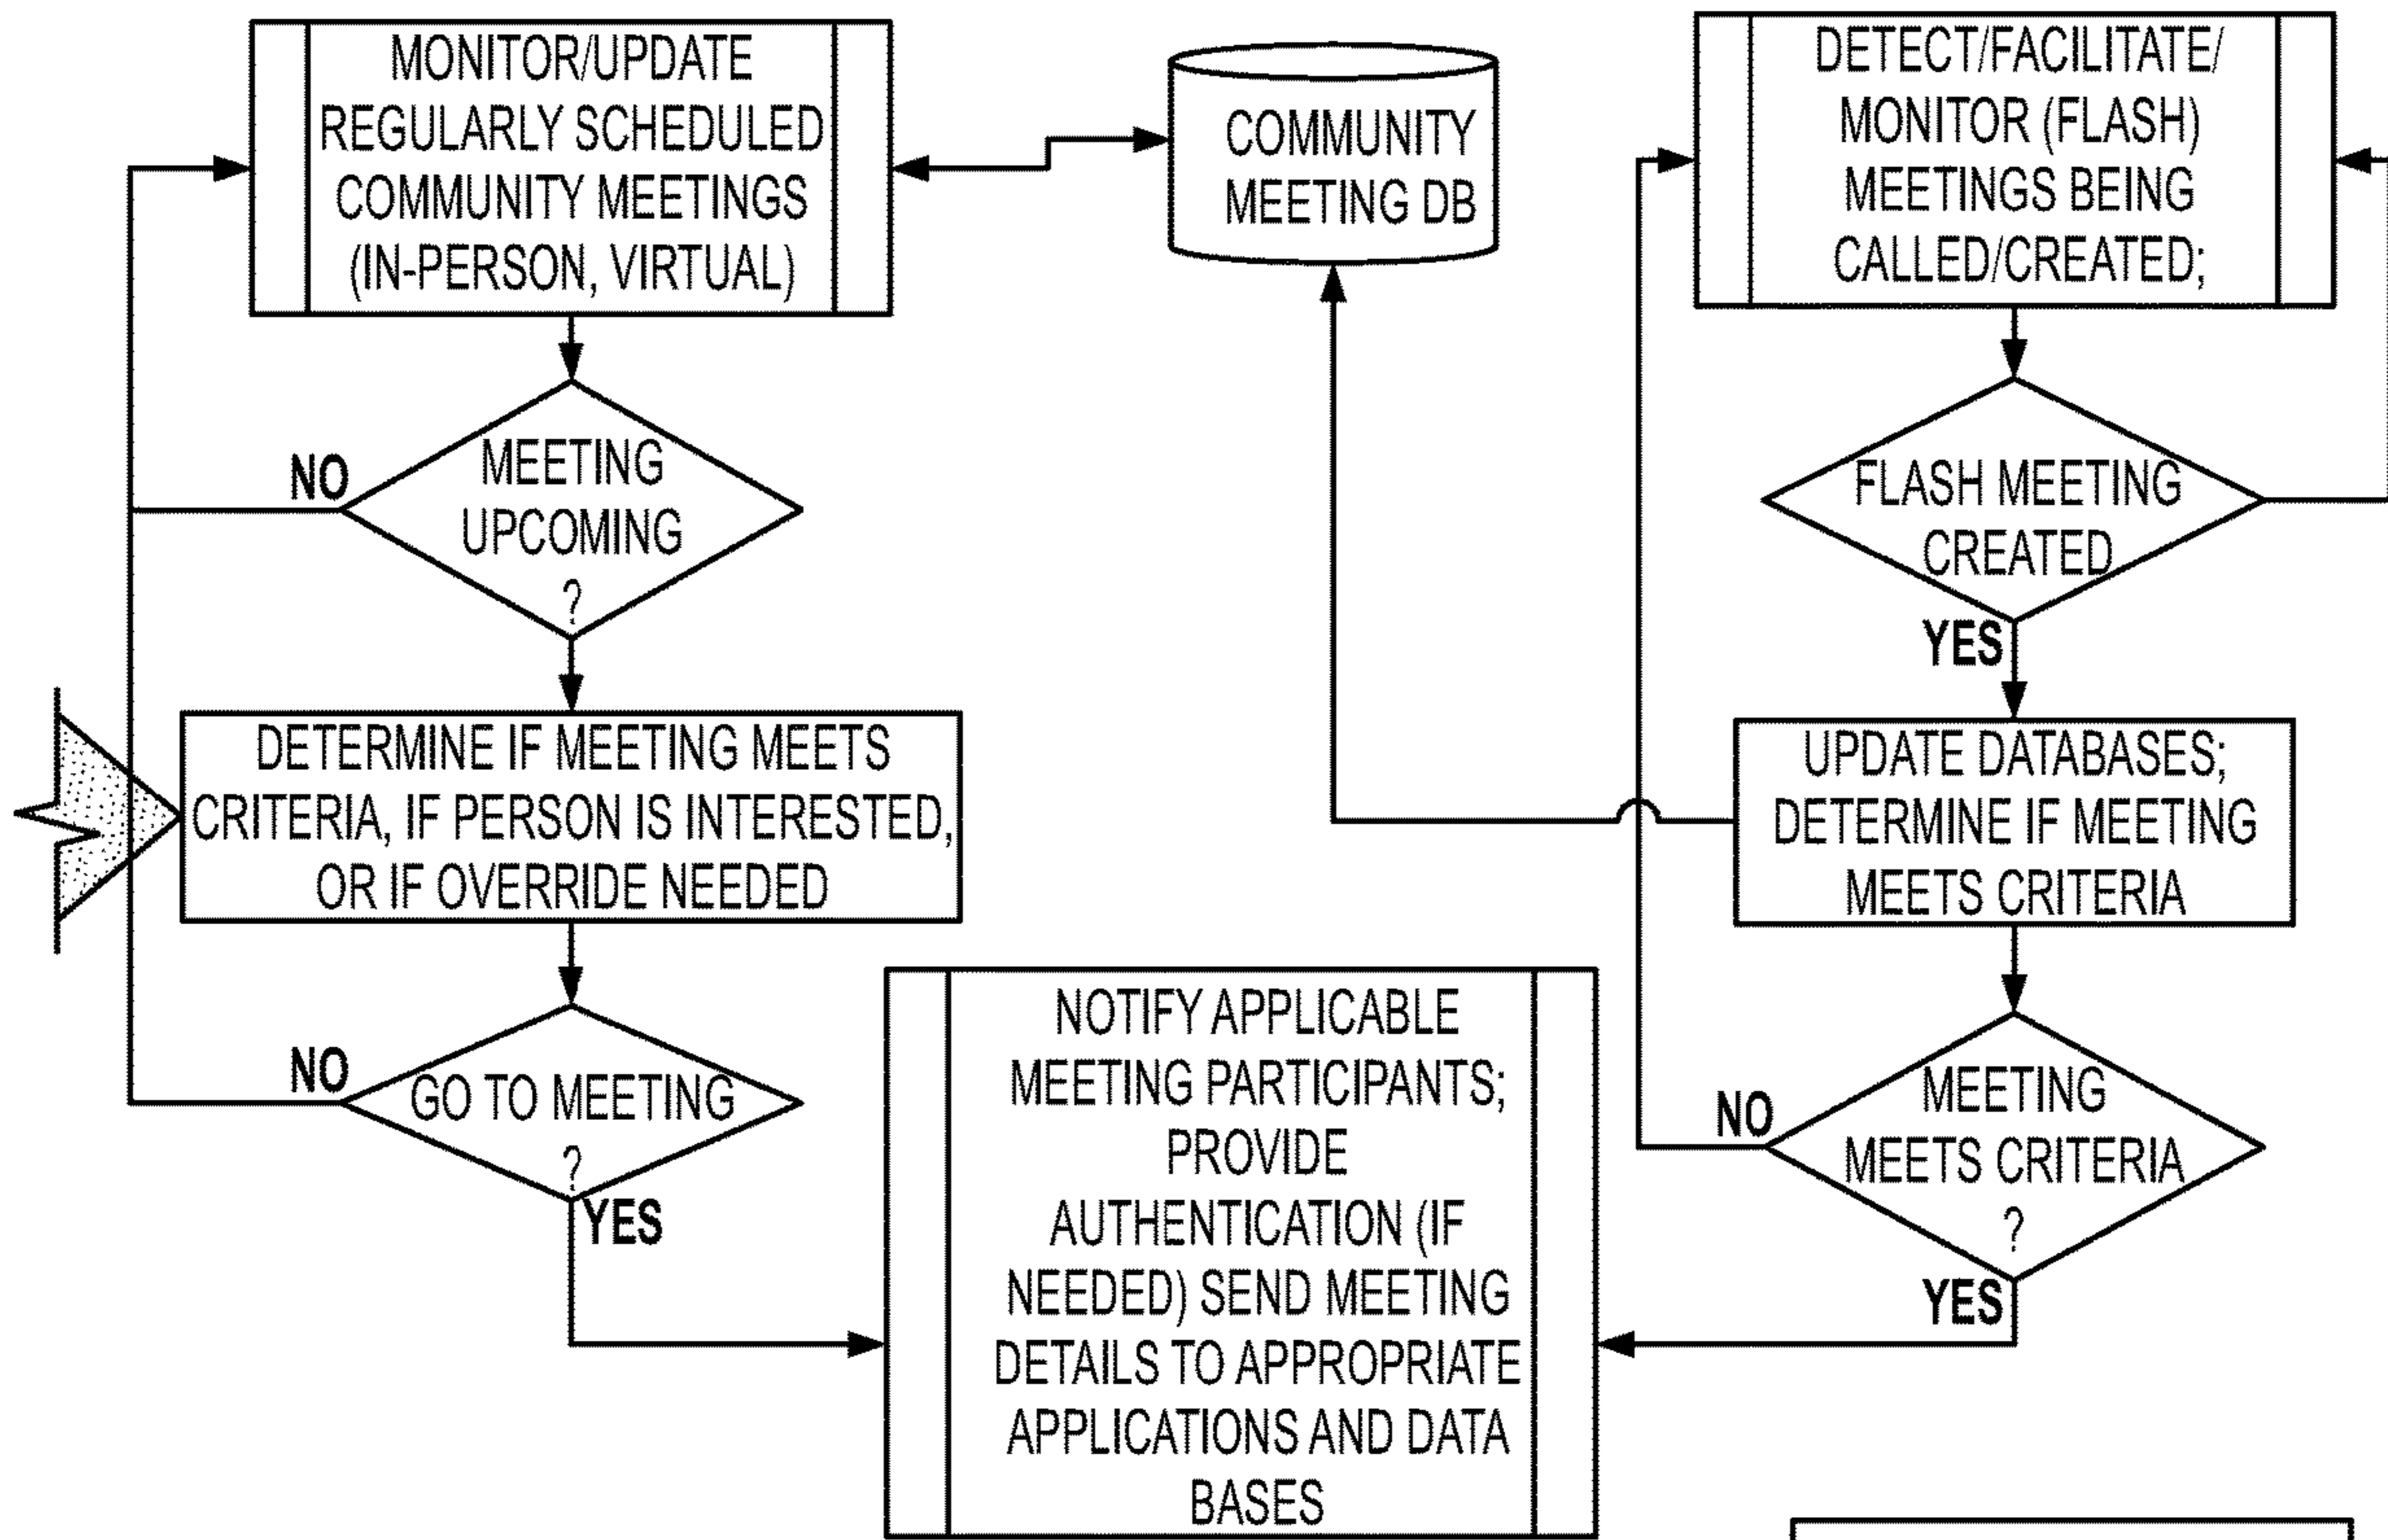 MONITOR/UPDATE
REGULARLY SCHEDULED
COMMUNITY MEETINGS
(IN-PERSON, VIRTUAL)
COMMUNITY
MEETING DB
DETECT/FACILITATE/
MONITOR (FLASH)
MEETINGS BEING
CALLED/CREATED;
NO
MEETING
UPCOMING
?
FLASH MEETING
CREATED
YES
DETERMINE IF MEETING MEETS
CRITERIA, IF PERSON IS INTERESTED,
OR IF OVERRIDE NEEDED
UPDATE DATABASES;
DETERMINE IF MEETING
MEETS CRITERIA
NO
GO TO MEETING
?
YES
NOTIFY APPLICABLE
MEETING PARTICIPANTS;
PROVIDE
AUTHENTICATION (IF
NEEDED) SEND MEETING
DETAILS TO APPROPRIATE
APPLICATIONS AND DATA
BASES
NO
MEETING
MEETS CRITERIA
?
YES